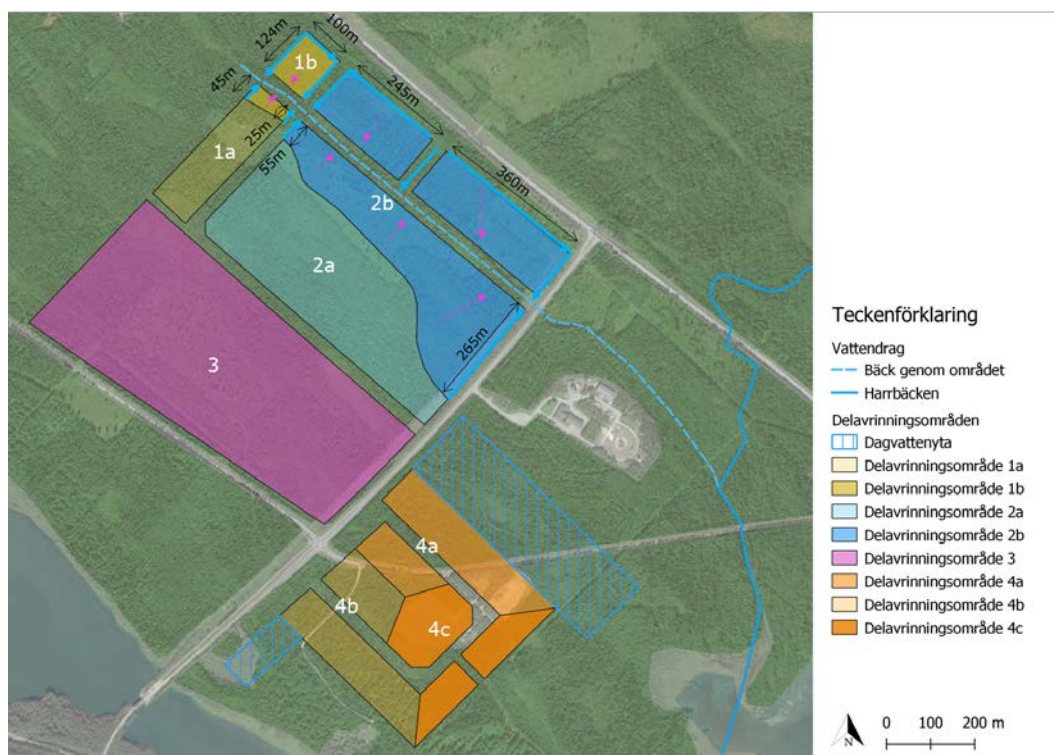 100m
124m
1b
45m
245m
25m
1a
55m
360m
2b
2a
265m
3
4a
4b
4c
Teckenförklaring
Vattendrag
Bäck genom området
Harrbäcken
Delavrinningsområden
Dagvattenyta
Delavrinningsområde 1a
Delavrinningsområde 1b
Delavrinningsområde 2a
Delavrinningsområde 2b
Delavrinningsområde 3
Delavrinningsområde 4a
Delavrinningsområde 4b
Delavrinningsområde 4c
N
0 100 200 m